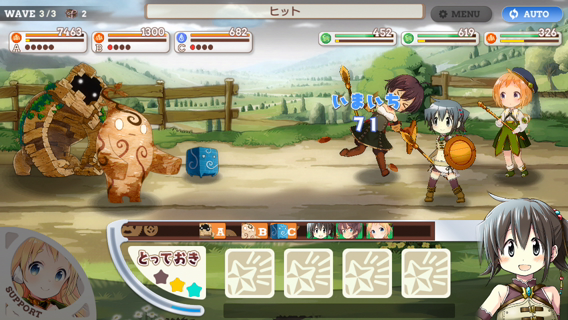 WAVE 3/3 2
ヒット
MENU
AUTO
A 7463
B 1300
C 682
452
619
326
いまいち
71
A B C
とっておき
SUPPORT